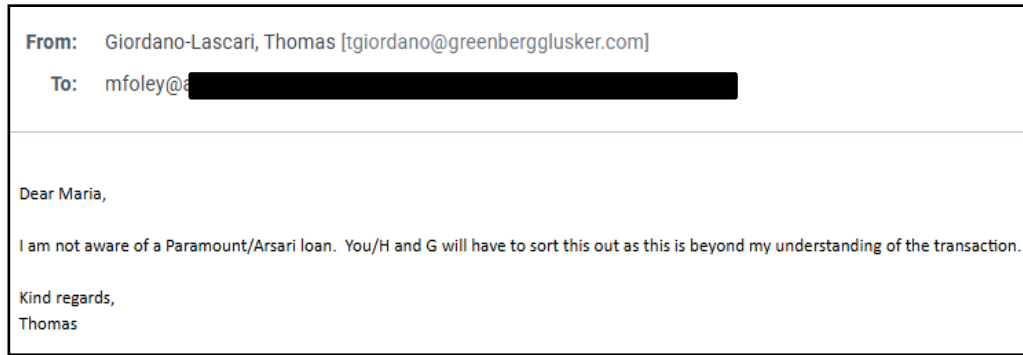 From: Giordano-Lascari, Thomas [tgiordano@greenbergglusker.com]
To: mfoley@a
Dear Maria,
I am not aware of a Paramount/Arsari loan. You/H and G will have to sort this out as this is beyond my understanding of the transaction.
Kind regards,
Thomas